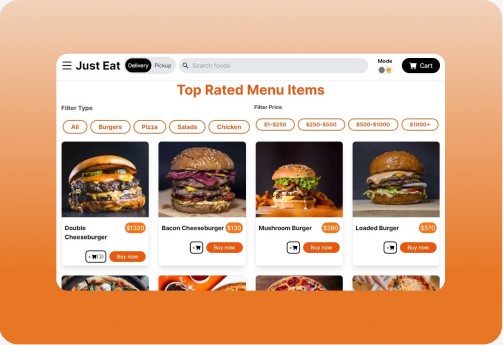 Just Eat Delivery Pickup Search foods Mode Cart
Top Rated Menu Items
Filter Type Filter Price
All Burgers Pizza Salads Chicken $1-$250 $250-$500 $500-$1000 $1000+
Double Cheeseburger $1320 Bacon Cheeseburger $130 Mushroom Burger $280 Loaded Burger $570
Buy now Buy now Buy now Buy now